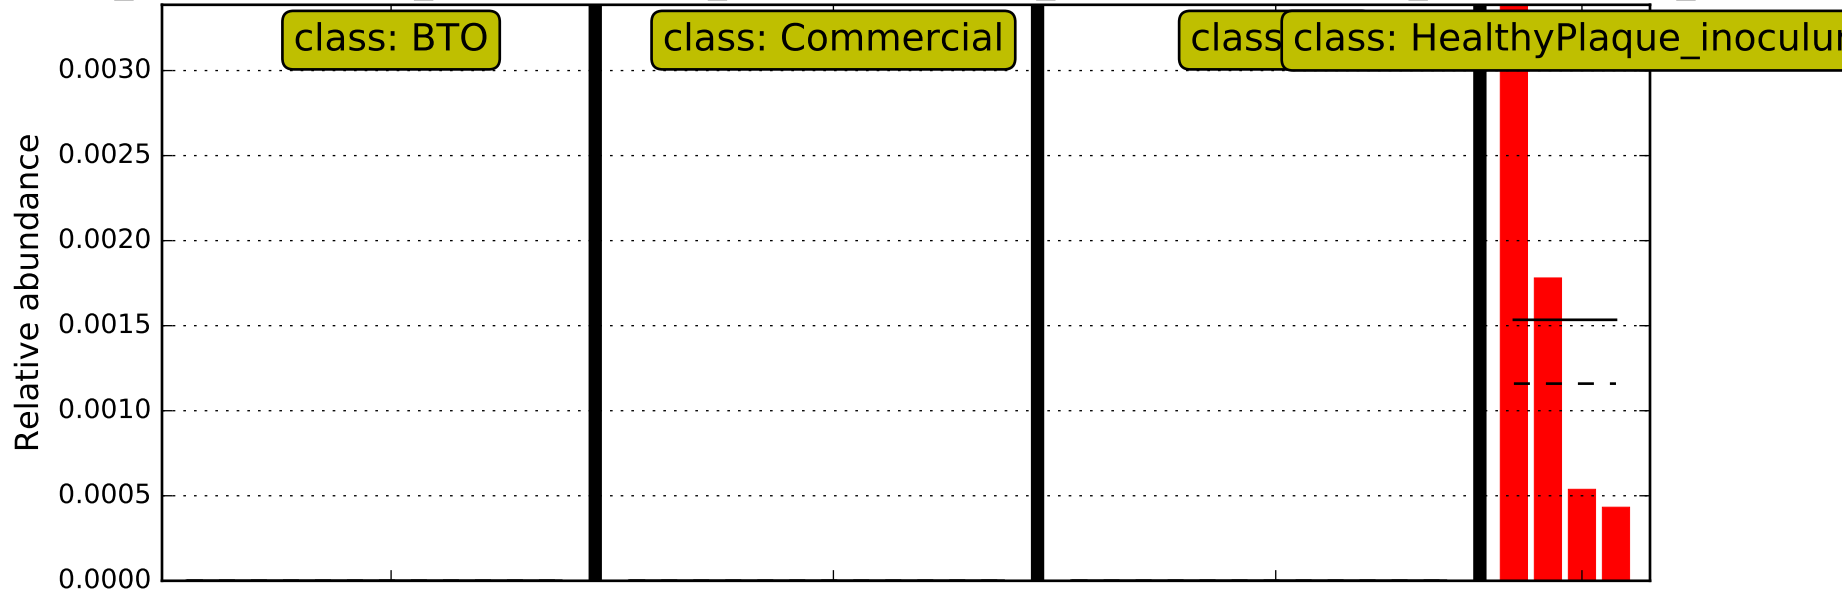 class: BTO
class: Commercial
class
class: HealthyPlaque_inoculu
0.0030
0.0025
0.0020
0.0015
0.0010
0.0005
0.0000
Relative abundance